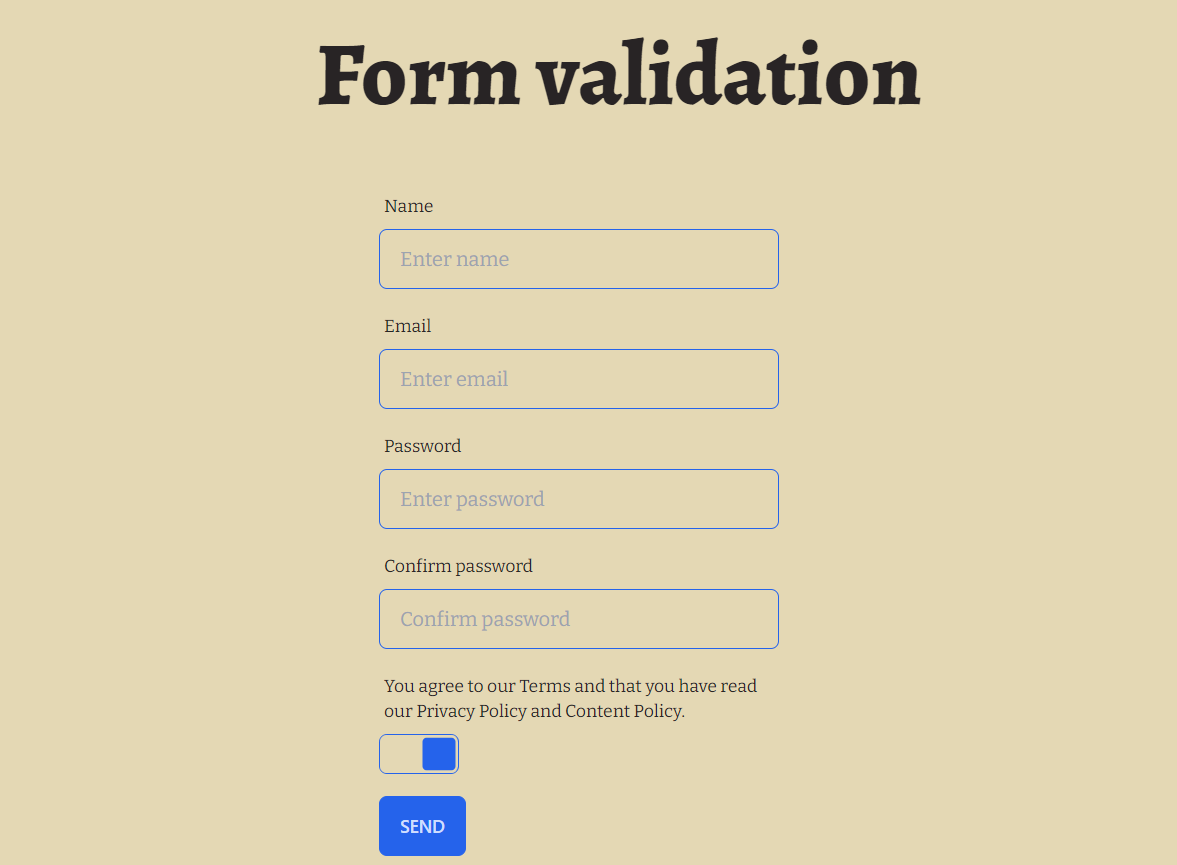 Form validation
Name
Enter name
Email
Enter email
Password
Enter password
Confirm password
Confirm password
You agree to our Terms and that you have read
our Privacy Policy and Content Policy.
SEND